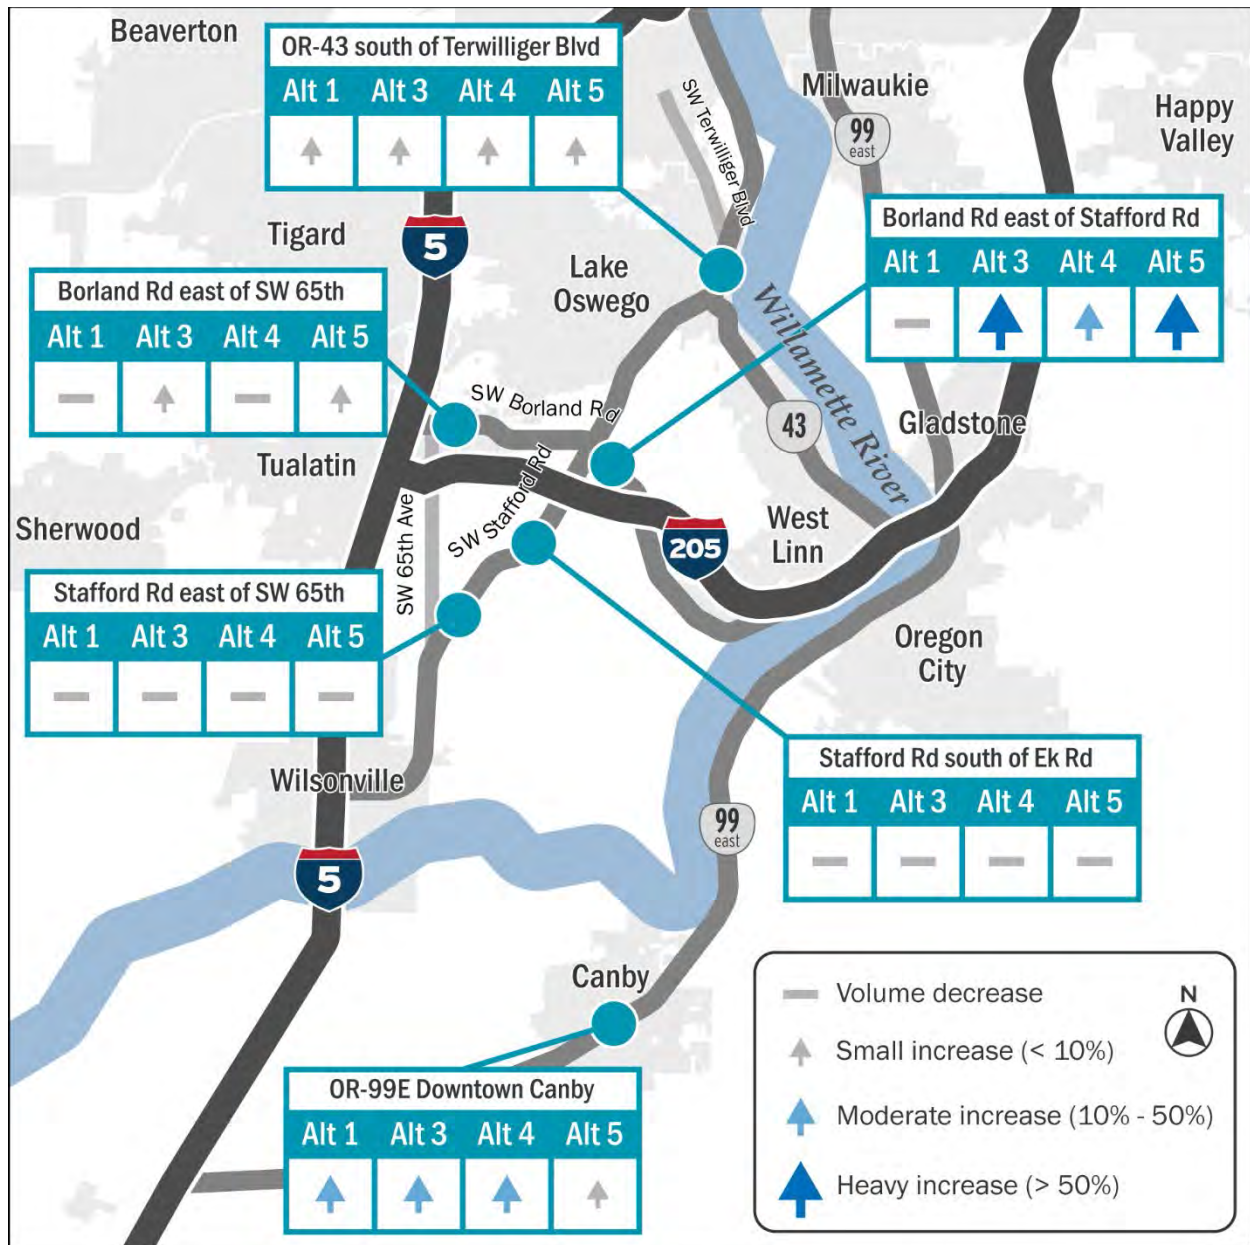 Beaverton
OR-43 south of Terwilliger Blvd
Alt 1 Alt 3 Alt 4 Alt 5
SW Terwilliger Blvd
Milwaukie
99
east
Happy
Valley
Tigard
5
Lake
Oswego
Borland Rd east of Stafford Rd
Alt 1 Alt 3 Alt 4 Alt 5
Borland Rd east of SW 65th
Alt 1 Alt 3 Alt 4 Alt 5
Willamette River
SW Borland Rd
43
Gladstone
Tualatin
SW Stafford Rd
SW 65th Ave
Sherwood
205
West
Linn
Stafford Rd east of SW 65th
Alt 1 Alt 3 Alt 4 Alt 5
Oregon
City
Stafford Rd south of Ek Rd
Alt 1 Alt 3 Alt 4 Alt 5
Wilsonville
99
east
5
Canby
OR-99E Downtown Canby
Alt 1 Alt 3 Alt 4 Alt 5
Volume decrease
N
Small increase (< 10%)
Moderate increase (10% - 50%)
Heavy increase (> 50%)